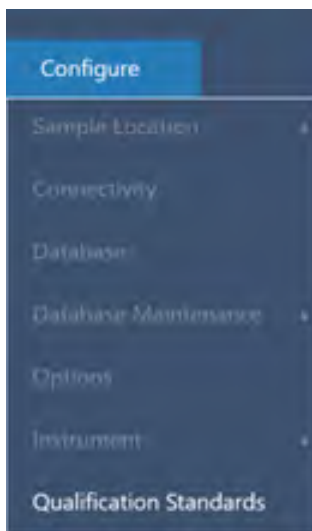 Configure
Sample Location
Connectivity
Database
Database Maintenance
Options
Instrument
Qualification Standards